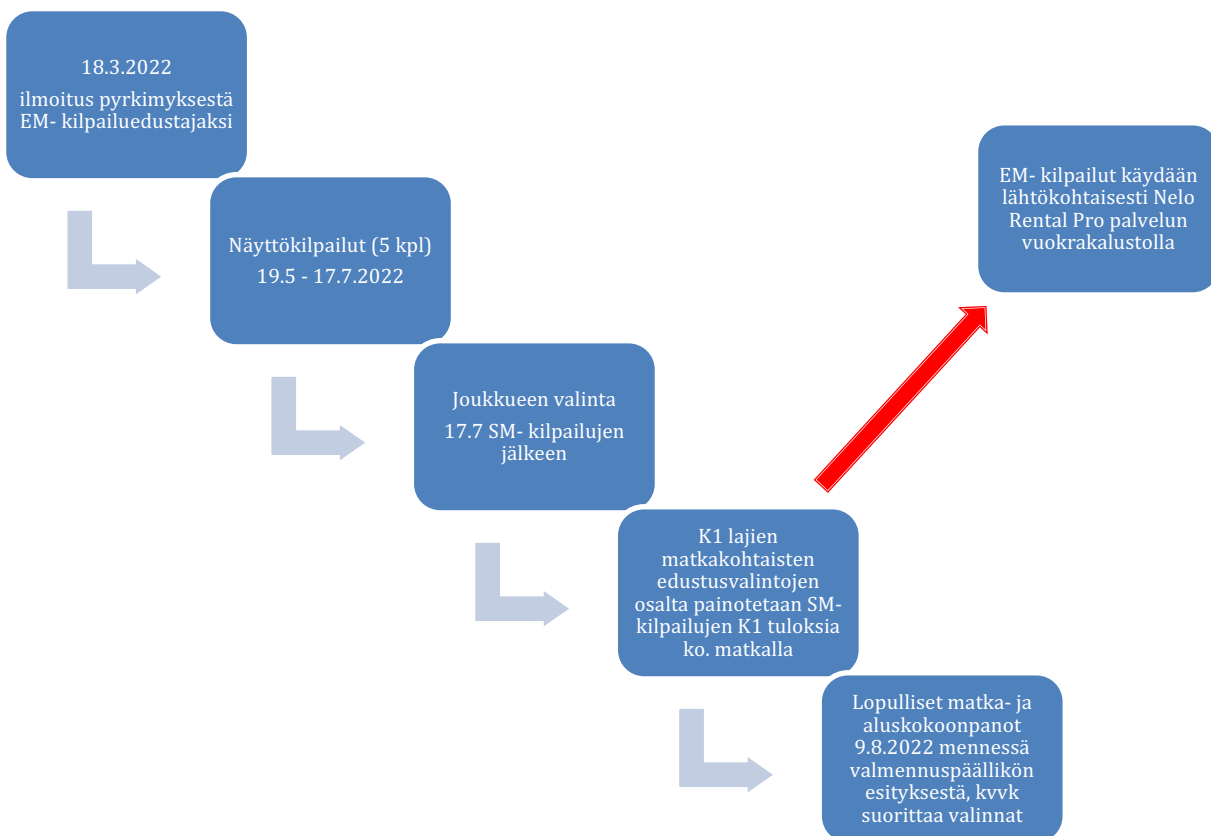 18.3.2022
ilmoitus pyrkimyksestä
EM- kilpailuedustajaksi
Näyttökilpailut (5 kpl)
19.5 - 17.7.2022
Joukkueen valinta
17.7 SM- kilpailujen
jälkeen
K1 lajien
matkakohtaisten
edustusvalintojen
osalta painotetaan SM-
kilpailujen K1 tuloksia
ko. matkalla
Lopulliset matka- ja
aluskokoonpanot
9.8.2022 mennessä
valmennuspäällikön
esityksestä, kvvk
suorittaa valinnat
EM- kilpailut käydään
lähtökohtaisesti Nelo
Rental Pro palvelun
vuokrakalustolla